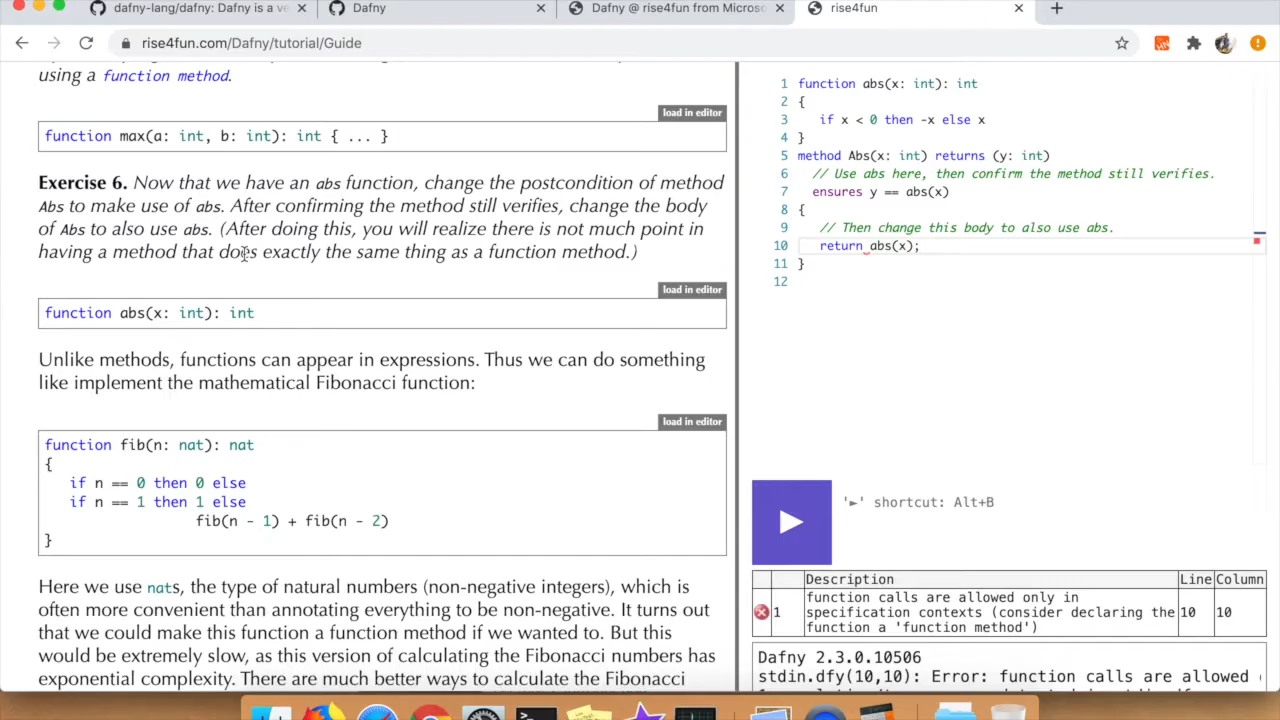 dafny-lang/dafny: Dafny is a ve
Dafny
Dafny @ rise4fun from Microso
rise4fun
rise4fun.com/Dafny/tutorial/Guide
using a function method.
load in editor
function max(a: int, b: int): int { ... }
Exercise 6. Now that we have an abs function, change the postcondition of method
Abs to make use of abs. After confirming the method still verifies, change the body
of Abs to also use abs. (After doing this, you will realize there is not much point in
having a method that does exactly the same thing as a function method.)
load in editor
function abs(x: int): int
Unlike methods, functions can appear in expressions. Thus we can do something
like implement the mathematical Fibonacci function:
load in editor
function fib(n: nat): nat
{
if n == 0 then 0 else
if n == 1 then 1 else
fib(n - 1) + fib(n - 2)
}
Here we use nats, the type of natural numbers (non-negative integers), which is
often more convenient than annotating everything to be non-negative. It turns out
that we could make this function a function method if we wanted to. But this
would be extremely slow, as this version of calculating the Fibonacci numbers has
exponential complexity. There are much better ways to calculate the Fibonacci
1 function abs(x: int): int
2 {
3 if x < 0 then -x else x
4 }
5 method Abs(x: int) returns (y: int)
6 // Use abs here, then confirm the method still verifies.
7 ensures y == abs(x)
8 {
9 // Then change this body to also use abs.
10 return abs(x);
11 }
12
'►' shortcut: Alt+B
Description Line Column
1 function calls are allowed only in
specification contexts (consider declaring the 10 10
function a 'function method')
Dafny 2.3.0.10506
stdin.dfy(10,10): Error: function calls are allowed